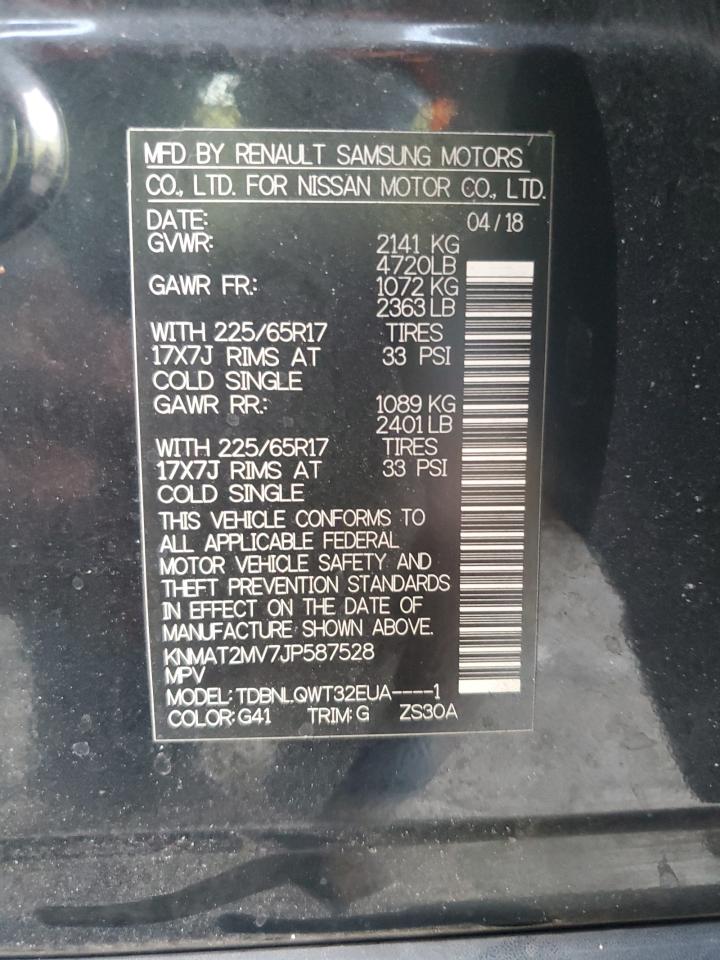 MFD BY RENAULT SAMSUNG MOTORS
CO., LTD. FOR NISSAN MOTOR CO., LTD.
DATE: 04/18
GVWR: 2141 KG
4720LB
GAWR FR.: 1072 KG
2363LB
WITH 225/65R17 TIRES
17X7J RIMS AT 33 PSI
COLD SINGLE
GAWR RR.: 1089 KG
2401LB
WITH 225/65R17 TIRES
17X7J RIMS AT 33 PSI
COLD SINGLE
THIS VEHICLE CONFORMS TO
ALL APPLICABLE FEDERAL
MOTOR VEHICLE SAFETY AND
THEFT PREVENTION STANDARDS
IN EFFECT ON THE DATE OF
MANUFACTURE SHOWN ABOVE.
KNMAT2MV7JP587528
MPV
MODEL: TDBNLQWT32EUA----1
COLOR: G41 TRIM: G ZS30A